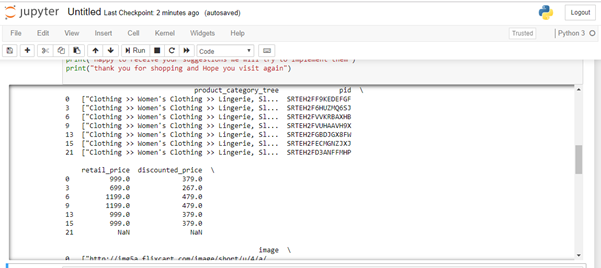 jupyter Untitled Last Checkpoint: 2 minutes ago (autosaved)
Logout
File Edit View Insert Cell Kernel Widgets Help
Trusted Python 3
Run Code
print("happy to receive your suggestions we will try to implement them")
print("thank you for shopping and Hope you visit again")
product_category_tree pid \
0 ["Clothing >> Women's Clothing >> Lingerie, Sl... SRTEH2FF9KEDEFGF
3 ["Clothing >> Women's Clothing >> Lingerie, Sl... SRTEH2F6HUZMQ6SJ
6 ["Clothing >> Women's Clothing >> Lingerie, Sl... SRTEH2FVVKRBAXHB
9 ["Clothing >> Women's Clothing >> Lingerie, Sl... SRTEH2FVUHAAVH9X
13 ["Clothing >> Women's Clothing >> Lingerie, Sl... SRTEH2FGBDJGX8FW
15 ["Clothing >> Women's Clothing >> Lingerie, Sl... SRTEH2FECMGNZJXJ
21 ["Clothing >> Women's Clothing >> Lingerie, Sl... SRTEH2FD3ANFFMHP
retail_price discounted_price \
0 999.0 379.0
3 699.0 267.0
6 1199.0 479.0
9 1199.0 479.0
13 999.0 379.0
15 999.0 379.0
21 NaN NaN
image \
0 ["http://img5a.flixcart.com/image/short/u/4/a/